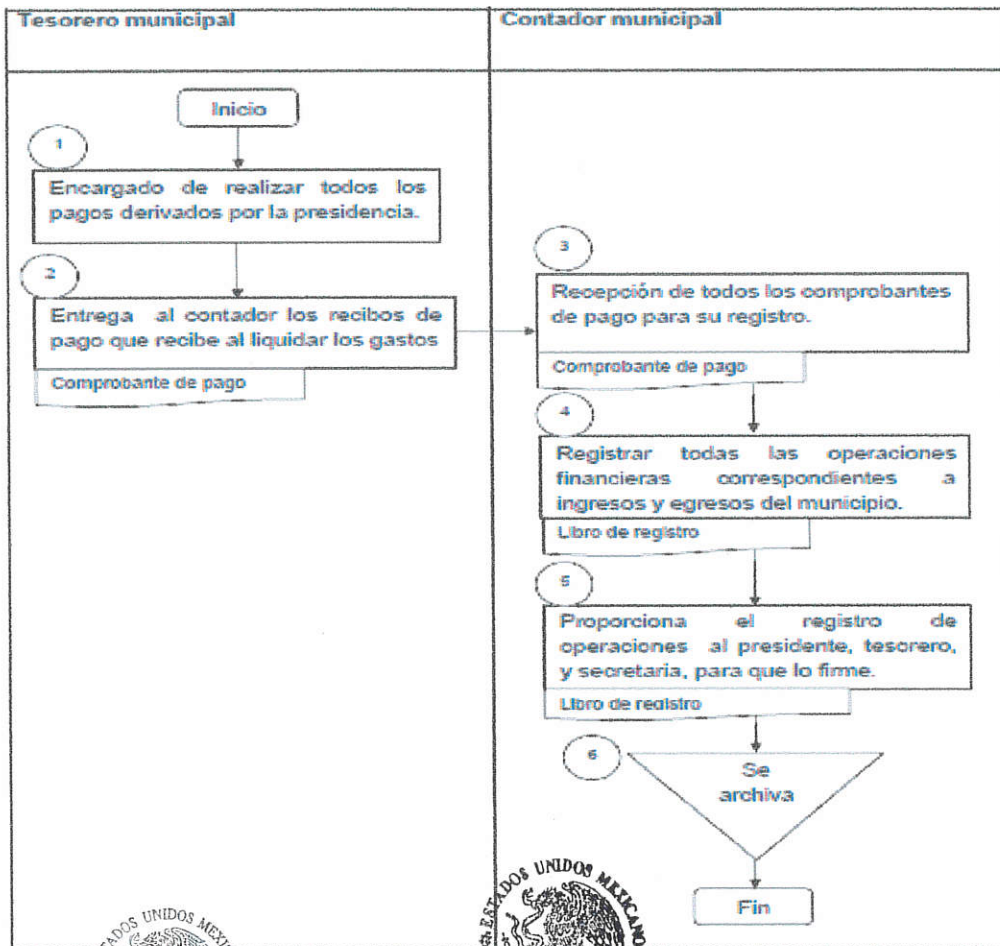 Tesorero municipal
Contador municipal
Inicio
1
Encargado de realizar todos los
pagos derivados por la presidencia.
2
Entrega al contador los recibos de
pago que recibe al liquidar los gastos
Comprobante de pago
3
Recepción de todos los comprobantes
de pago para su registro.
Comprobante de pago
4
Registrar todas las operaciones
financieras correspondientes a
ingresos y egresos del municipio.
Libro de registro
5
Proporciona el registro de
operaciones al presidente, tesorero,
y secretaria, para que lo firme.
Libro de registro
6
Se
archiva
Fin
UNIDOS
ESTADOS UNIDOS MEXICANO